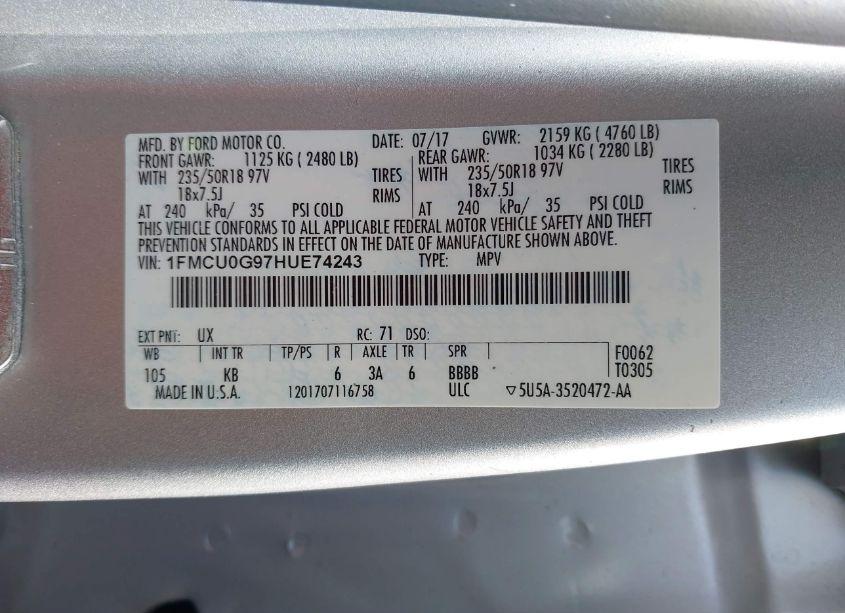 MFD. BY FORD MOTOR CO. DATE: 07/17 GVWR: 2159 KG ( 4760 LB)
FRONT GAWR: 1125 KG ( 2480 LB) REAR GAWR: 1034 KG ( 2280 LB)
WITH 235/50R18 97V TIRES WITH 235/50R18 97V TIRES
18x7.5J RIMS 18x7.5J RIMS
AT 240 kPa/ 35 PSI COLD AT 240 kPa/ 35 PSI COLD
THIS VEHICLE CONFORMS TO ALL APPLICABLE FEDERAL MOTOR VEHICLE SAFETY AND THEFT
PREVENTION STANDARDS IN EFFECT ON THE DATE OF MANUFACTURE SHOWN ABOVE.
VIN: 1FMCU0G97HUE74243 TYPE: MPV
EXT PNT: UX RC: 71 DSO:
WB INT TR TP/PS R AXLE TR SPR F0062
105 KB 6 3A 6 BBBB T0305
MADE IN U.S.A. 1201707116758 ULC ▽5U5A-3520472-AA